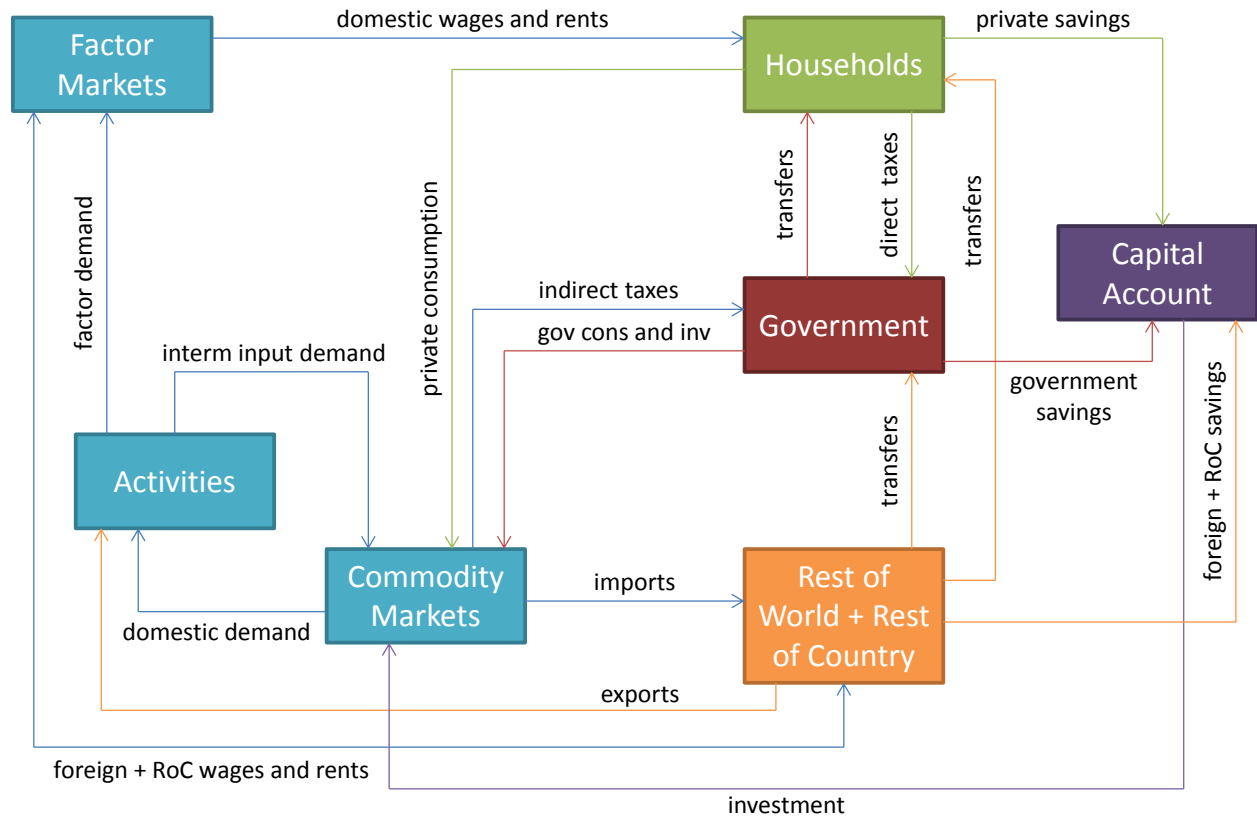 domestic wages and rents
private savings
Factor
Markets
Households
factor demand
private consumption
transfers
direct taxes
transfers
Capital
Account
indirect taxes
Government
gov cons and inv
interm input demand
government
savings
transfers
foreign + RoC savings
Activities
Commodity
Markets
imports
Rest of
World + Rest
of Country
domestic demand
exports
foreign + RoC wages and rents
investment